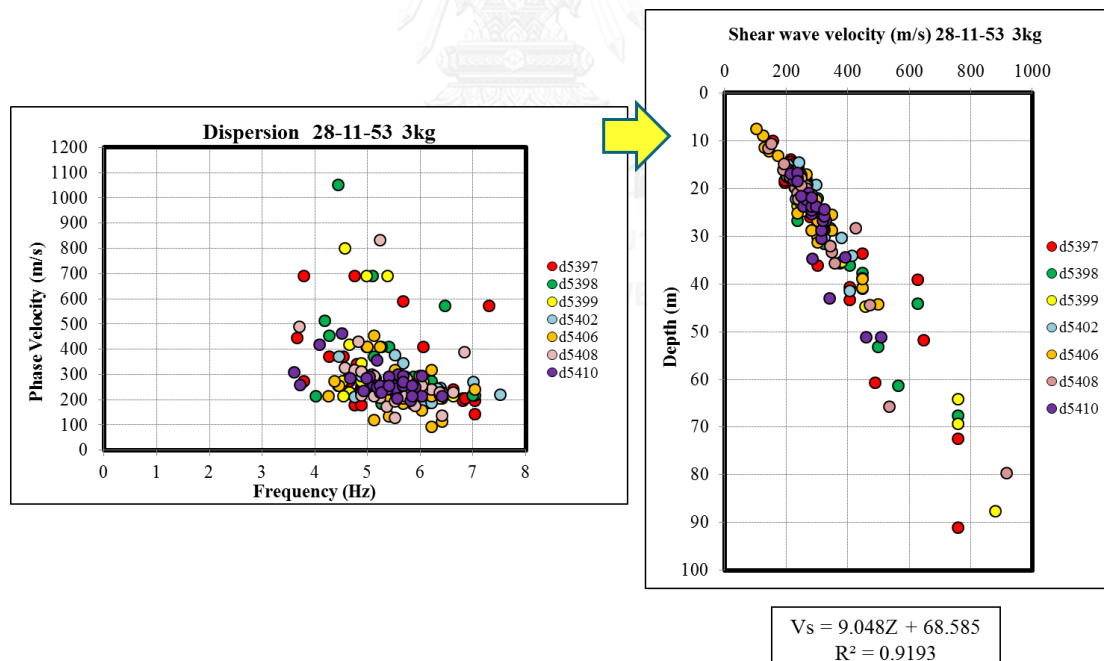 Dispersion 28-11-53 3kg
Phase Velocity (m/s)
1200
1100
1000
900
800
700
600
500
400
300
200
100
0
0 1 2 3 4 5 6 7 8
Frequency (Hz)
d5397
d5398
d5399
d5402
d5406
d5408
d5410
Shear wave velocity (m/s) 28-11-53 3kg
0 200 400 600 800 1000
Depth (m)
0
10
20
30
40
50
60
70
80
90
100
d5397
d5398
d5399
d5402
d5406
d5408
d5410
Vs = 9.048Z + 68.585
R² = 0.9193